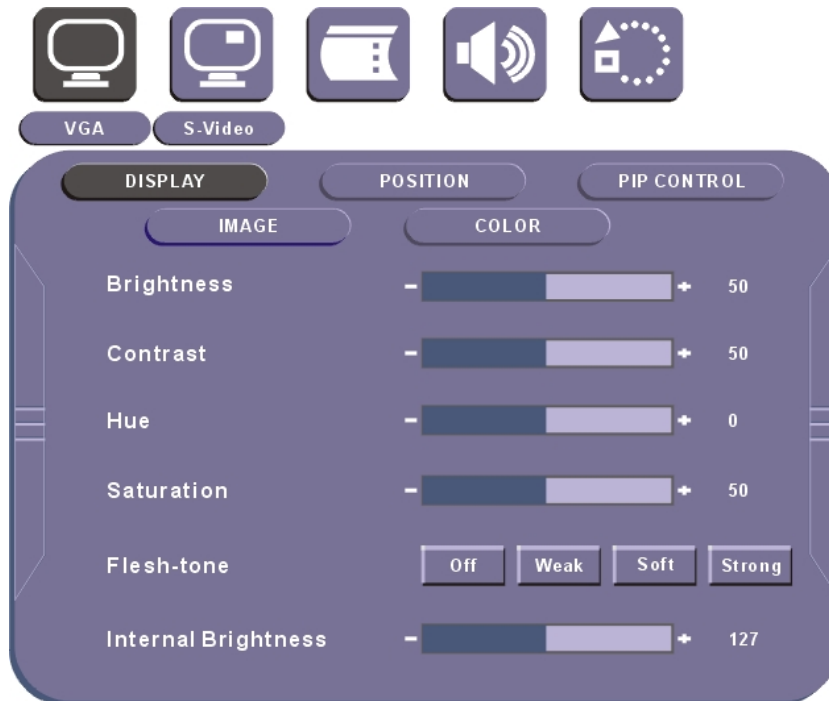 VGA S-Video
DISPLAY POSITION PIP CONTROL
IMAGE COLOR
Brightness - + 50
Contrast - + 50
Hue - + 0
Saturation - + 50
Flesh-tone Off Weak Soft Strong
Internal Brightness - + 127